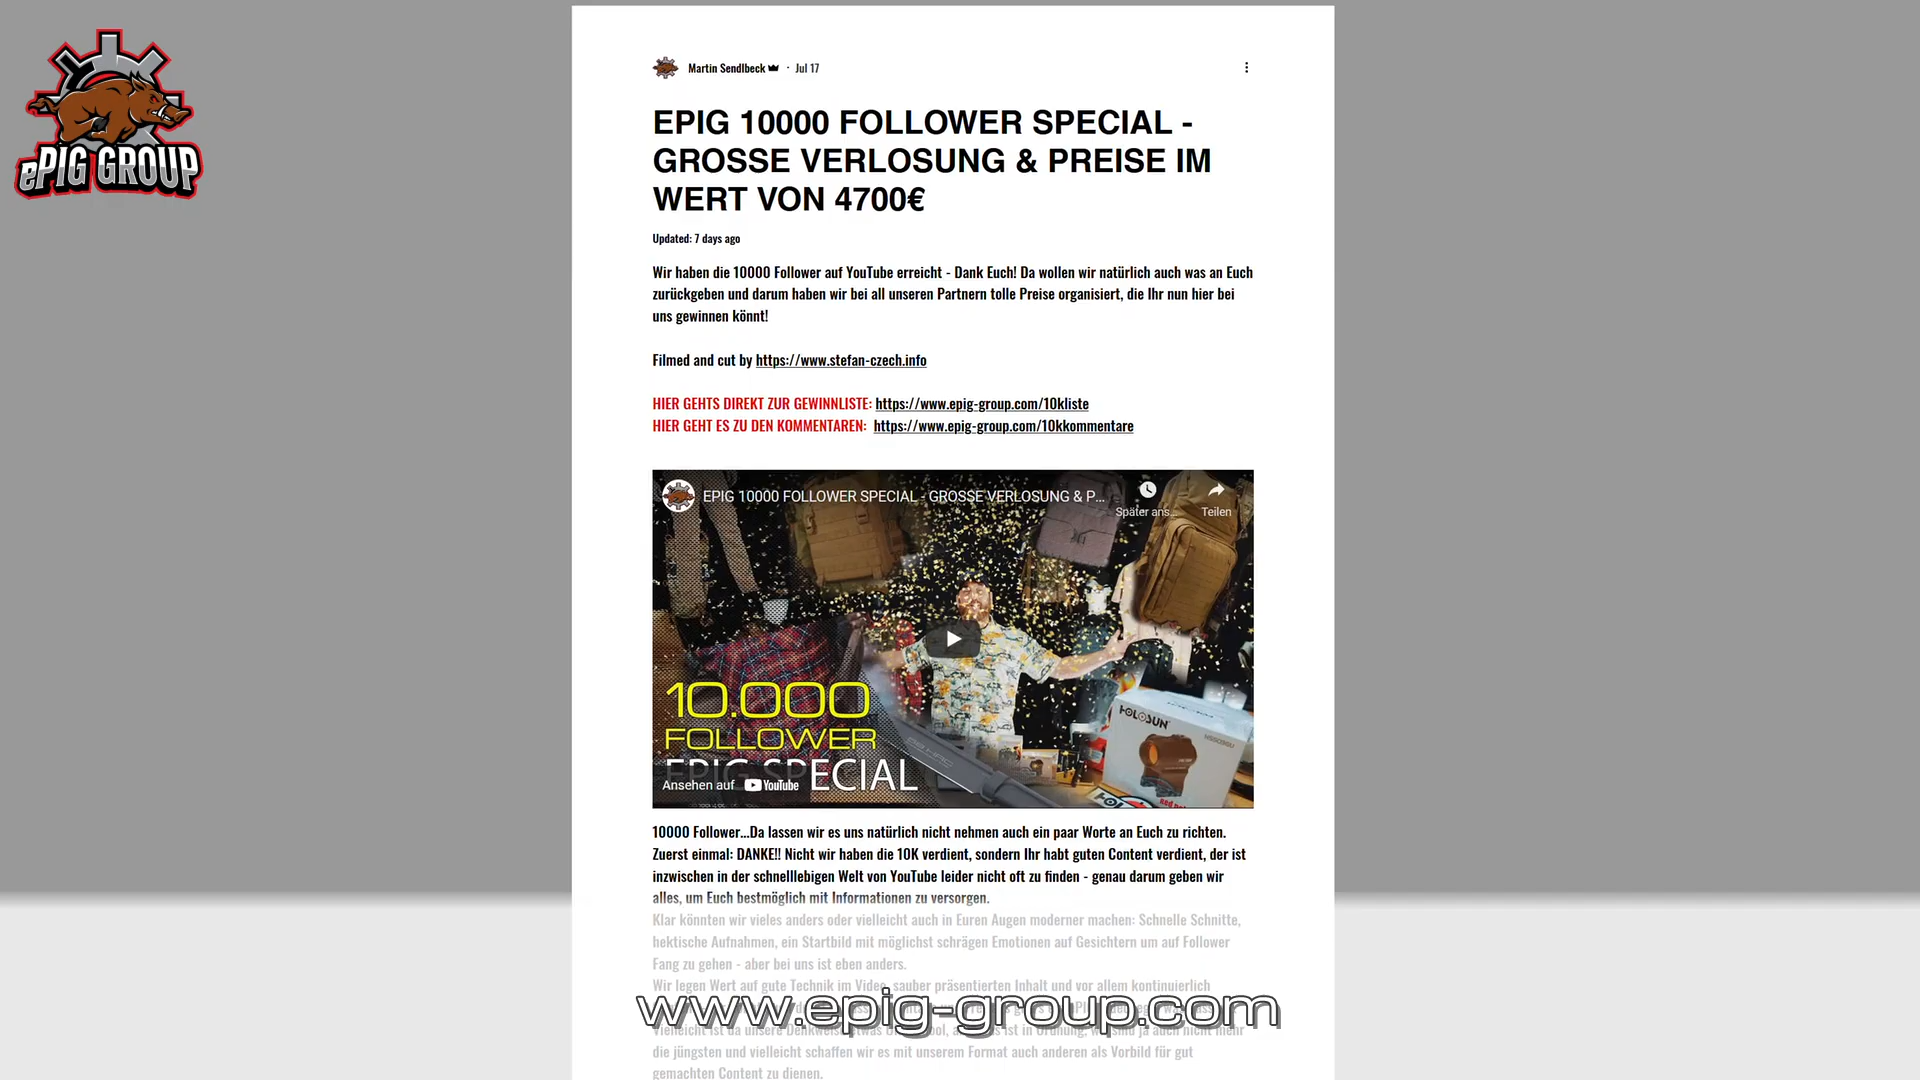 ePIG GROUP
Martin Sendlbeck · Jul 17
EPIG 10000 FOLLOWER SPECIAL -
GROSSE VERLOSUNG & PREISE IM
WERT VON 4700€
Updated: 7 days ago
Wir haben die 10000 Follower auf YouTube erreicht - Dank Euch! Da wollen wir natürlich auch was an Euch
zurückgeben und darum haben wir bei all unseren Partnern tolle Preise organisiert, die Ihr nun hier bei
uns gewinnen könnt!
Filmed and cut by https://www.stefan-czech.info
HIER GEHTS DIREKT ZUR GEWINNLISTE: https://www.epig-group.com/10kliste
HIER GEHT ES ZU DEN KOMMENTAREN: https://www.epig-group.com/10kkommentare
EPIG 10000 FOLLOWER SPECIAL - GROSSE VERLOSUNG & P...
Später ans...
Teilen
HOLOSUN
10.000
FOLLOWER
EPIG SPECIAL
Ansehen auf YouTube
10000 Follower...Da lassen wir es uns natürlich nicht nehmen auch ein paar Worte an Euch zu richten.
Zuerst einmal: DANKE!! Nicht wir haben die 10K verdient, sondern Ihr habt guten Content verdient, der ist
inzwischen in der schnelllebigen Welt von YouTube leider nicht oft zu finden - genau darum geben wir
alles, um Euch bestmöglich mit Informationen zu versorgen.
Klar könnten wir vieles anders oder vielleicht auch in Euren Augen moderner machen: Schnelle Schnitte,
hektische Aufnahmen, ein Startbild mit möglichst schrägen Emotionen auf Gesichtern um auf Follower
Fang zu gehen - aber bei uns ist eben anders.
Wir legen Wert auf gute Technik im Video, sauber präsentierten Inhalt und vor allem kontinuierlich
www.epig-group.com
Vielleicht ist da unsere Denkweise etwas
die jüngsten und vielleicht schaffen wir es mit unserem Format auch anderen als Vorbild für gut
gemachten Content zu dienen.